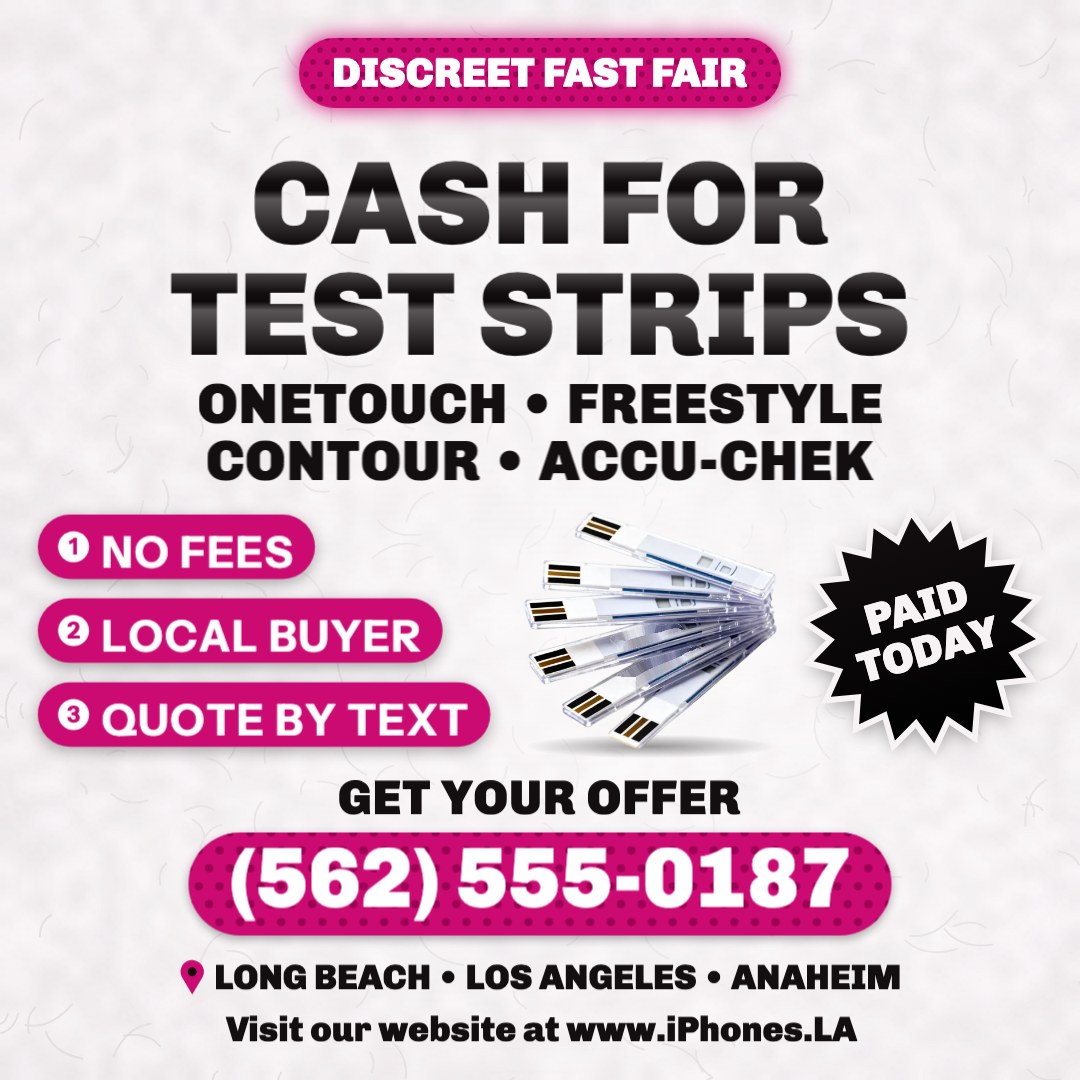 DISCREET FAST FAIR
CASH FOR
TEST STRIPS
ONETOUCH • FREESTYLE
CONTOUR • ACCU-CHEK
1 NO FEES
2 LOCAL BUYER
3 QUOTE BY TEXT
PAID
TODAY
GET YOUR OFFER
(562) 555-0187
LONG BEACH • LOS ANGELES • ANAHEIM
Visit our website at www.iPhones.LA